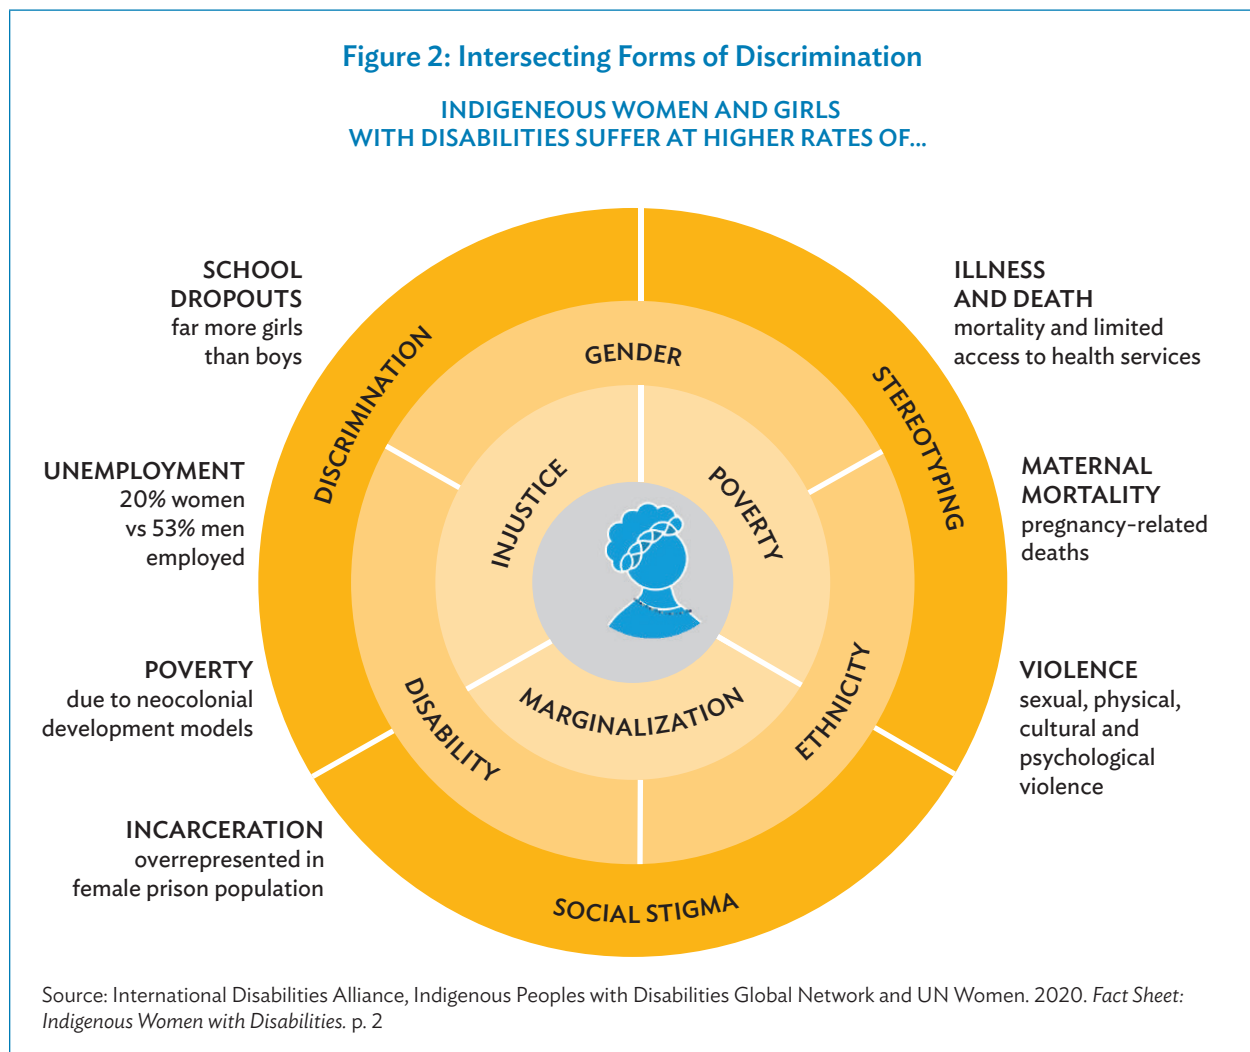 Figure 2: Intersecting Forms of Discrimination
INDIGENEOUS WOMEN AND GIRLS
WITH DISABILITIES SUFFER AT HIGHER RATES OF...
SCHOOL
DROPOUTS
far more girls
than boys
UNEMPLOYMENT
20% women
vs 53% men
employed
POVERTY
due to neocolonial
development models
INCARCERATION
overrepresented in
female prison population
DISCRIMINATION
STEREOTYPING
SOCIAL STIGMA
GENDER
ETHNICITY
DISABILITY
INJUSTICE
POVERTY
MARGINALIZATION
ILLNESS
AND DEATH
mortality and limited
access to health services
MATERNAL
MORTALITY
pregnancy-related
deaths
VIOLENCE
sexual, physical,
cultural and
psychological
violence
Source: International Disabilities Alliance, Indigenous Peoples with Disabilities Global Network and UN Women. 2020. Fact Sheet:
Indigenous Women with Disabilities. p. 2